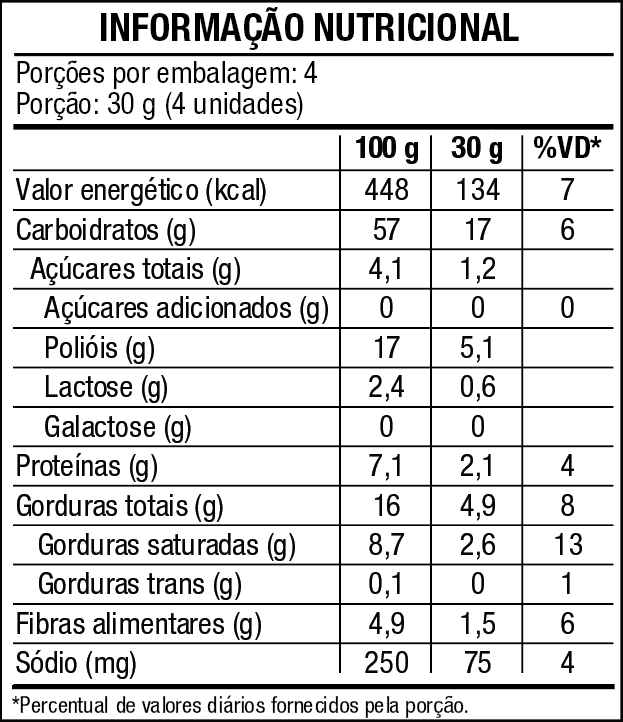 INFORMAÇÃO NUTRICIONAL
Porções por embalagem: 4
Porção: 30 g (4 unidades)
100 g 30 g %VD*
Valor energético (kcal) 448 134 7
Carboidratos (g) 57 17 6
Açúcares totais (g) 4,1 1,2
Açúcares adicionados (g) 0 0 0
Polióis (g) 17 5,1
Lactose (g) 2,4 0,6
Galactose (g) 0 0
Proteínas (g) 7,1 2,1 4
Gorduras totais (g) 16 4,9 8
Gorduras saturadas (g) 8,7 2,6 13
Gorduras trans (g) 0,1 0 1
Fibras alimentares (g) 4,9 1,5 6
Sódio (mg) 250 75 4
*Percentual de valores diários fornecidos pela porção.